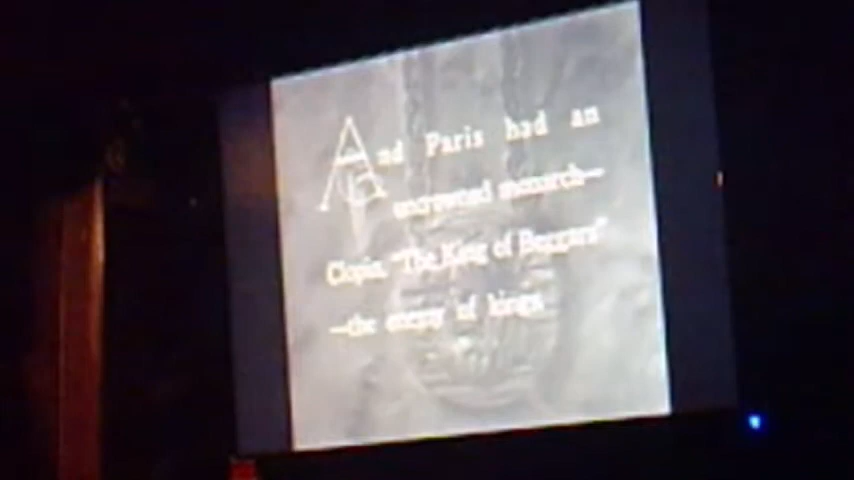 And Paris had an
uncrowned monarch—
Clopin, "The King of Beggars"
—the enemy of kings.